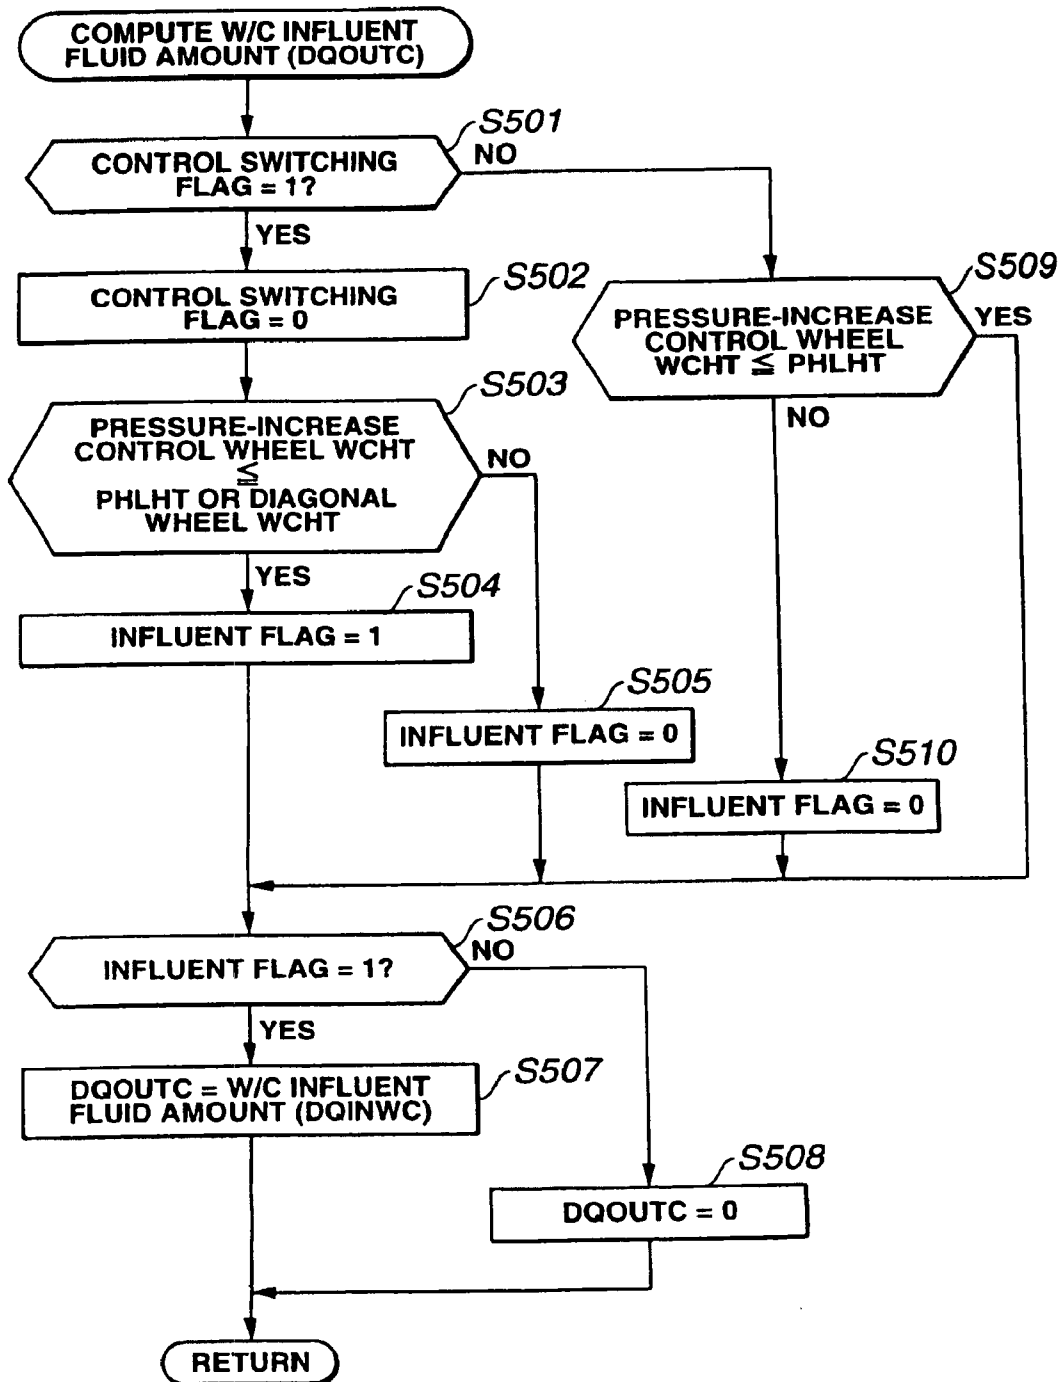 COMPUTE W/C INFLUENT
FLUID AMOUNT (DQOUTC)
S501
CONTROL SWITCHING
FLAG = 1?
NO
YES
S502
CONTROL SWITCHING
FLAG = 0
S509
PRESSURE-INCREASE
CONTROL WHEEL
WCHT ≦ PHLHT
YES
NO
S503
PRESSURE-INCREASE
CONTROL WHEEL WCHT
≦
PHLHT OR DIAGONAL
WHEEL WCHT
NO
YES
S504
INFLUENT FLAG = 1
S505
INFLUENT FLAG = 0
S510
INFLUENT FLAG = 0
S506
INFLUENT FLAG = 1?
NO
YES
S507
DQOUTC = W/C INFLUENT
FLUID AMOUNT (DQINWC)
S508
DQOUTC = 0
RETURN